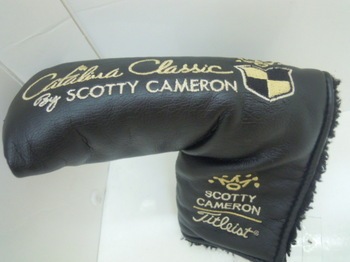 Catalina Classic
By SCOTTY CAMERON
SCOTTY
CAMERON
Titleist